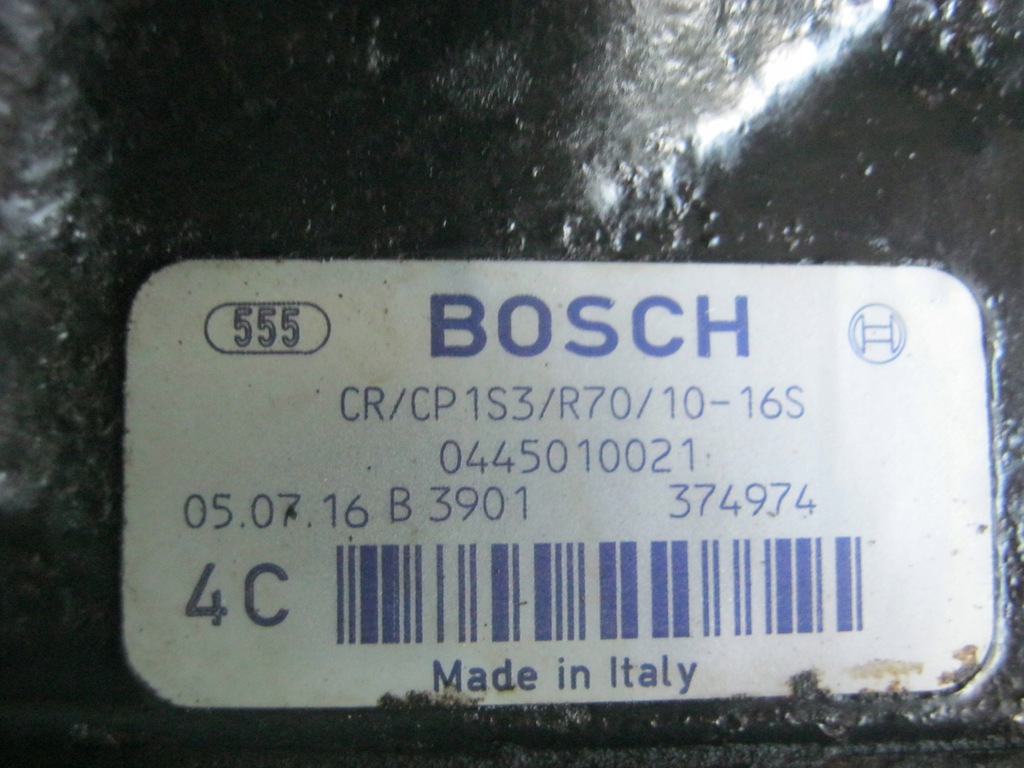 555 BOSCH
CR/CP1S3/R70/10-16S
0445010021
05.07.16 B 3901 374974
4C
Made in Italy